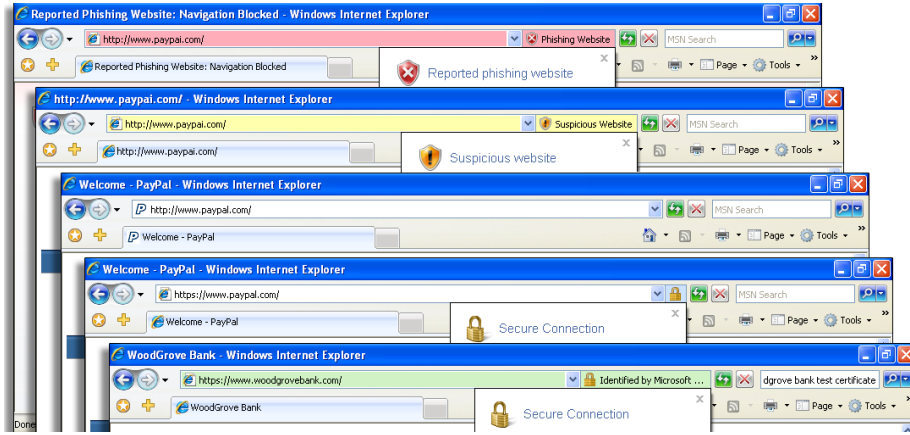 Reported Phishing Website: Navigation Blocked - Windows Internet Explorer
http://www.paypai.com/ Phishing Website MSN Search
Reported Phishing Website: Navigation Blocked Page Tools »
Reported phishing website
http://www.paypai.com/ - Windows Internet Explorer
http://www.paypai.com/ Suspicious Website MSN Search
http://www.paypai.com/ Page Tools »
Suspicious website
Welcome - PayPal - Windows Internet Explorer
http://www.paypal.com/ MSN Search
Welcome - PayPal Page Tools »
Welcome - PayPal - Windows Internet Explorer
https://www.paypal.com/ MSN Search
Welcome - PayPal Page Tools »
Secure Connection
WoodGrove Bank - Windows Internet Explorer
https://www.woodgrovebank.com/ Identified by Microsoft ... dgrove bank test certificate
WoodGrove Bank Page Tools »
Secure Connection
Done